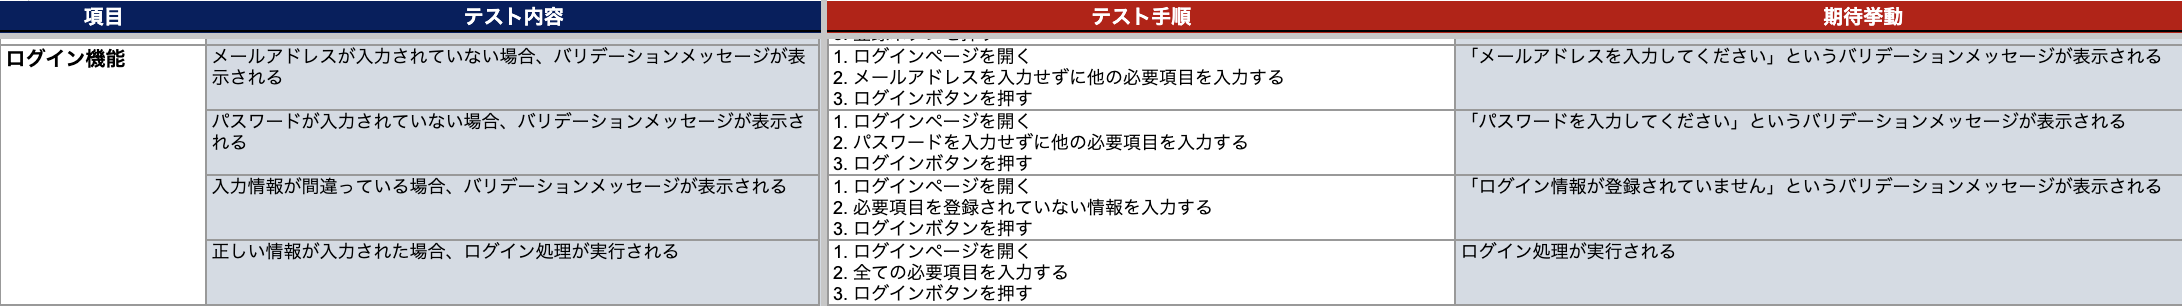 項目
テスト内容
テスト手順
期待挙動
ログイン機能
メールアドレスが入力されていない場合、バリデーションメッセージが表
示される
1. ログインページを開く
2. メールアドレスを入力せずに他の必要項目を入力する
3. ログインボタンを押す
「メールアドレスを入力してください」というバリデーションメッセージが表示される
パスワードが入力されていない場合、バリデーションメッセージが表示さ
れる
1. ログインページを開く
2. パスワードを入力せずに他の必要項目を入力する
3. ログインボタンを押す
「パスワードを入力してください」というバリデーションメッセージが表示される
入力情報が間違っている場合、バリデーションメッセージが表示される
1. ログインページを開く
2. 必要項目を登録されていない情報を入力する
3. ログインボタンを押す
「ログイン情報が登録されていません」というバリデーションメッセージが表示される
正しい情報が入力された場合、ログイン処理が実行される
1. ログインページを開く
2. 全ての必要項目を入力する
3. ログインボタンを押す
ログイン処理が実行される